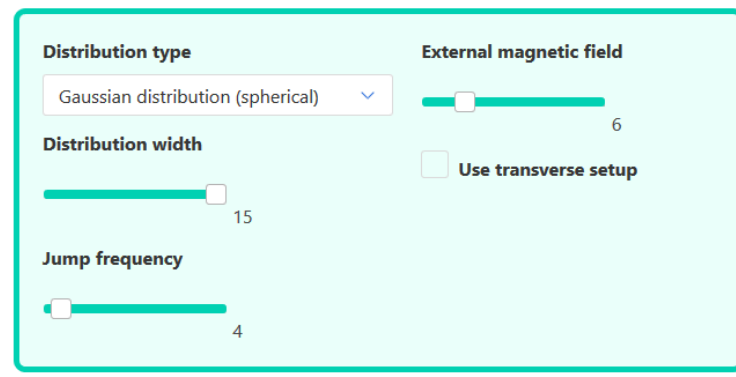 Distribution type
Gaussian distribution (spherical)
Distribution width
15
Jump frequency
4
External magnetic field
6
Use transverse setup